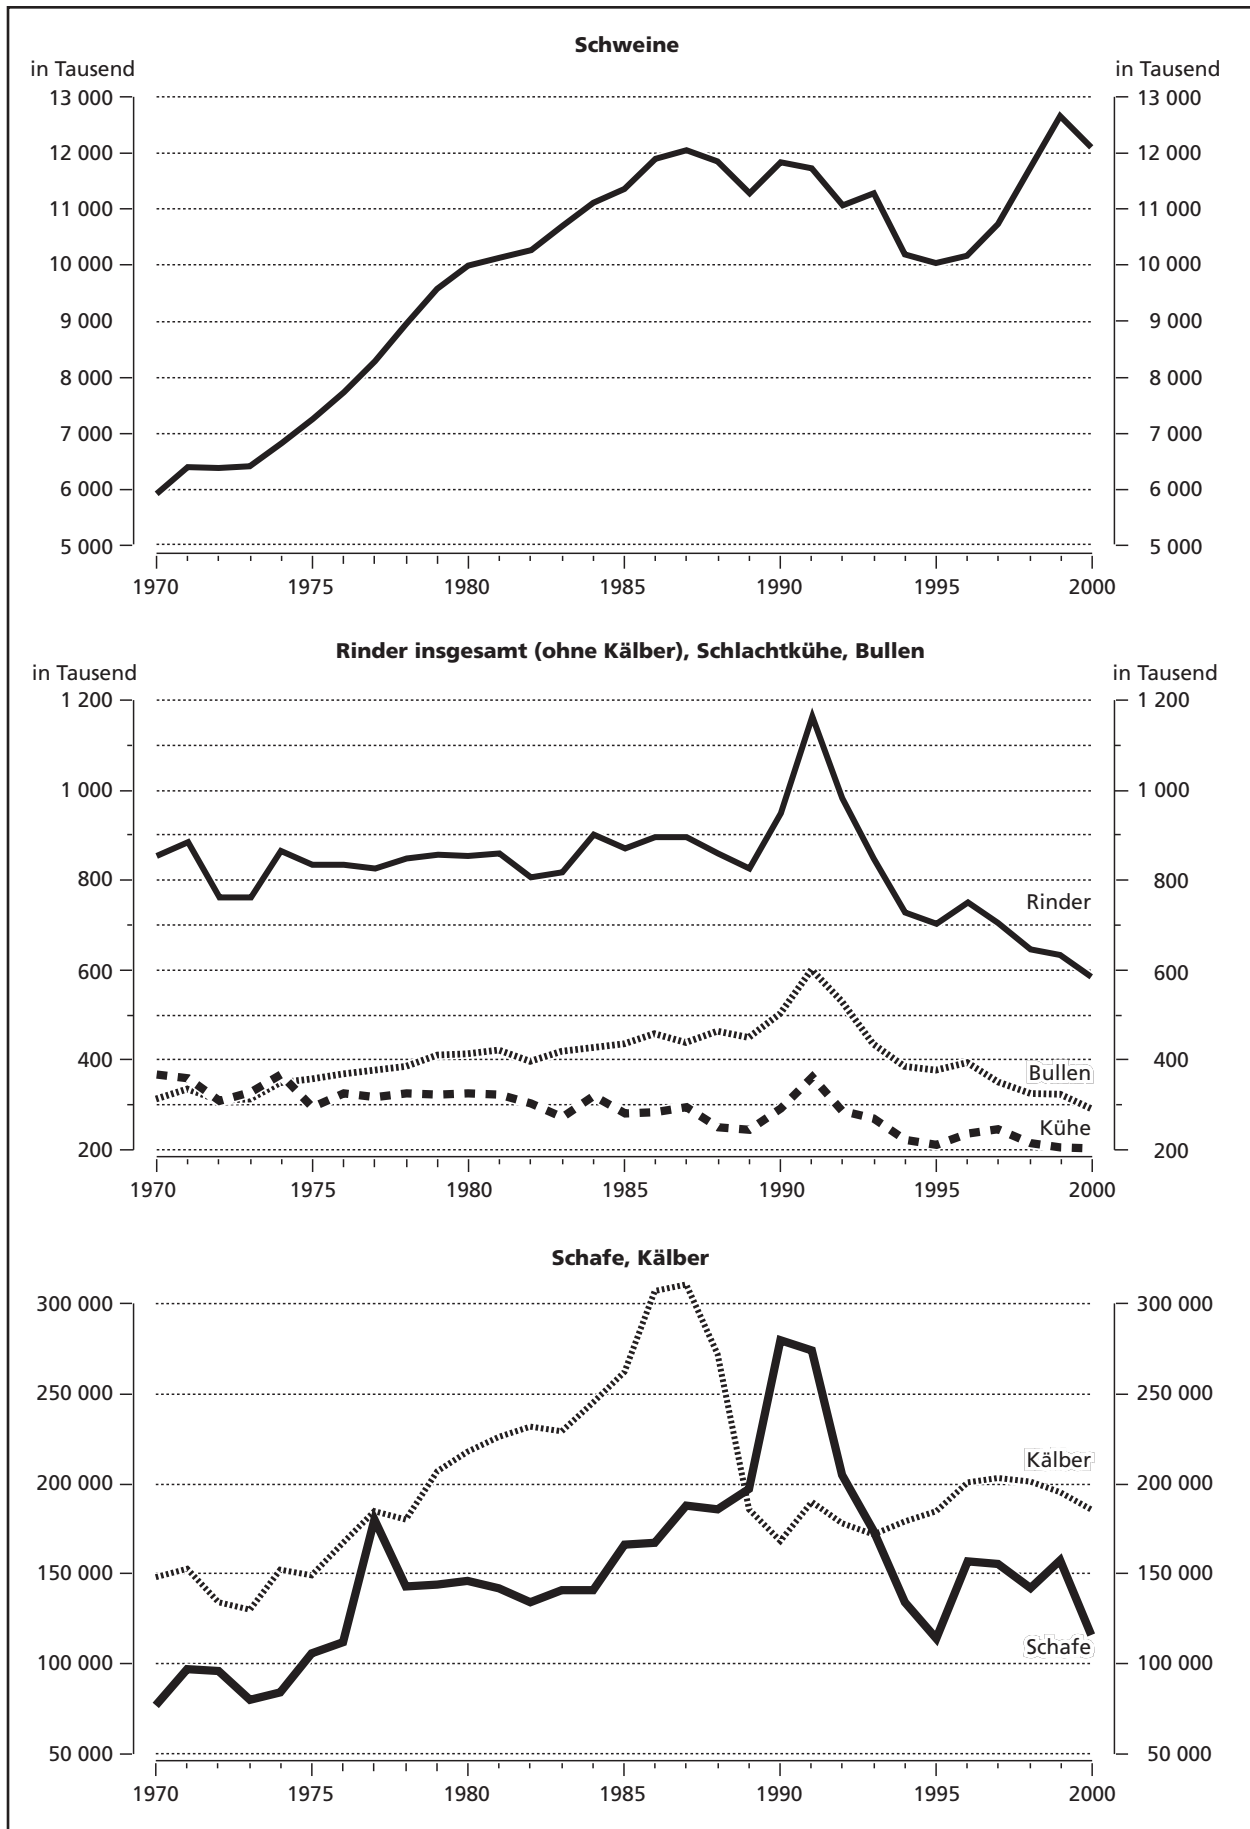 Schweine
in Tausend in Tausend
13 000 13 000
12 000 12 000
11 000 11 000
10 000 10 000
9 000 9 000
8 000 8 000
7 000 7 000
6 000 6 000
5 000 5 000
1970 1975 1980 1985 1990 1995 2000
Rinder insgesamt (ohne Kälber), Schlachtkühe, Bullen
in Tausend in Tausend
1 200 1 200
1 000 1 000
800 800
Rinder
600 600
400 400
Bullen
Kühe
200 200
1970 1975 1980 1985 1990 1995 2000
Schafe, Kälber
300 000 300 000
250 000 250 000
Kälber
200 000 200 000
150 000 150 000
Schafe
100 000 100 000
50 000 50 000
1970 1975 1980 1985 1990 1995 2000